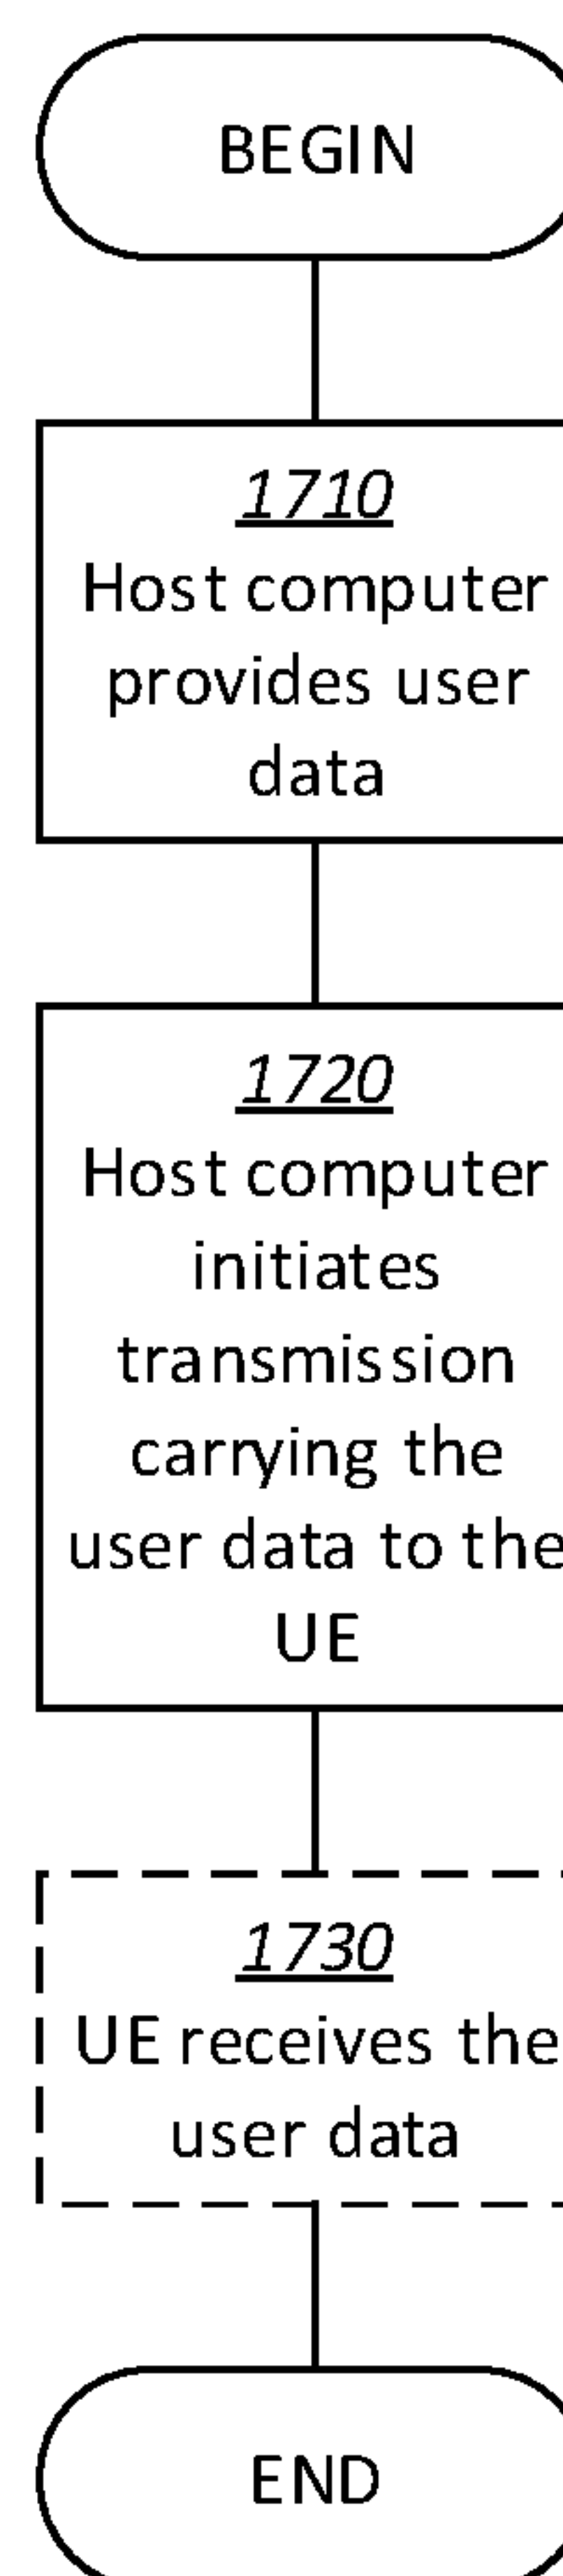 BEGIN
1710
Host computer
provides user
data
1720
Host computer
initiates
transmission
carrying the
user data to the
UE
1730
UE receives the
user data
END